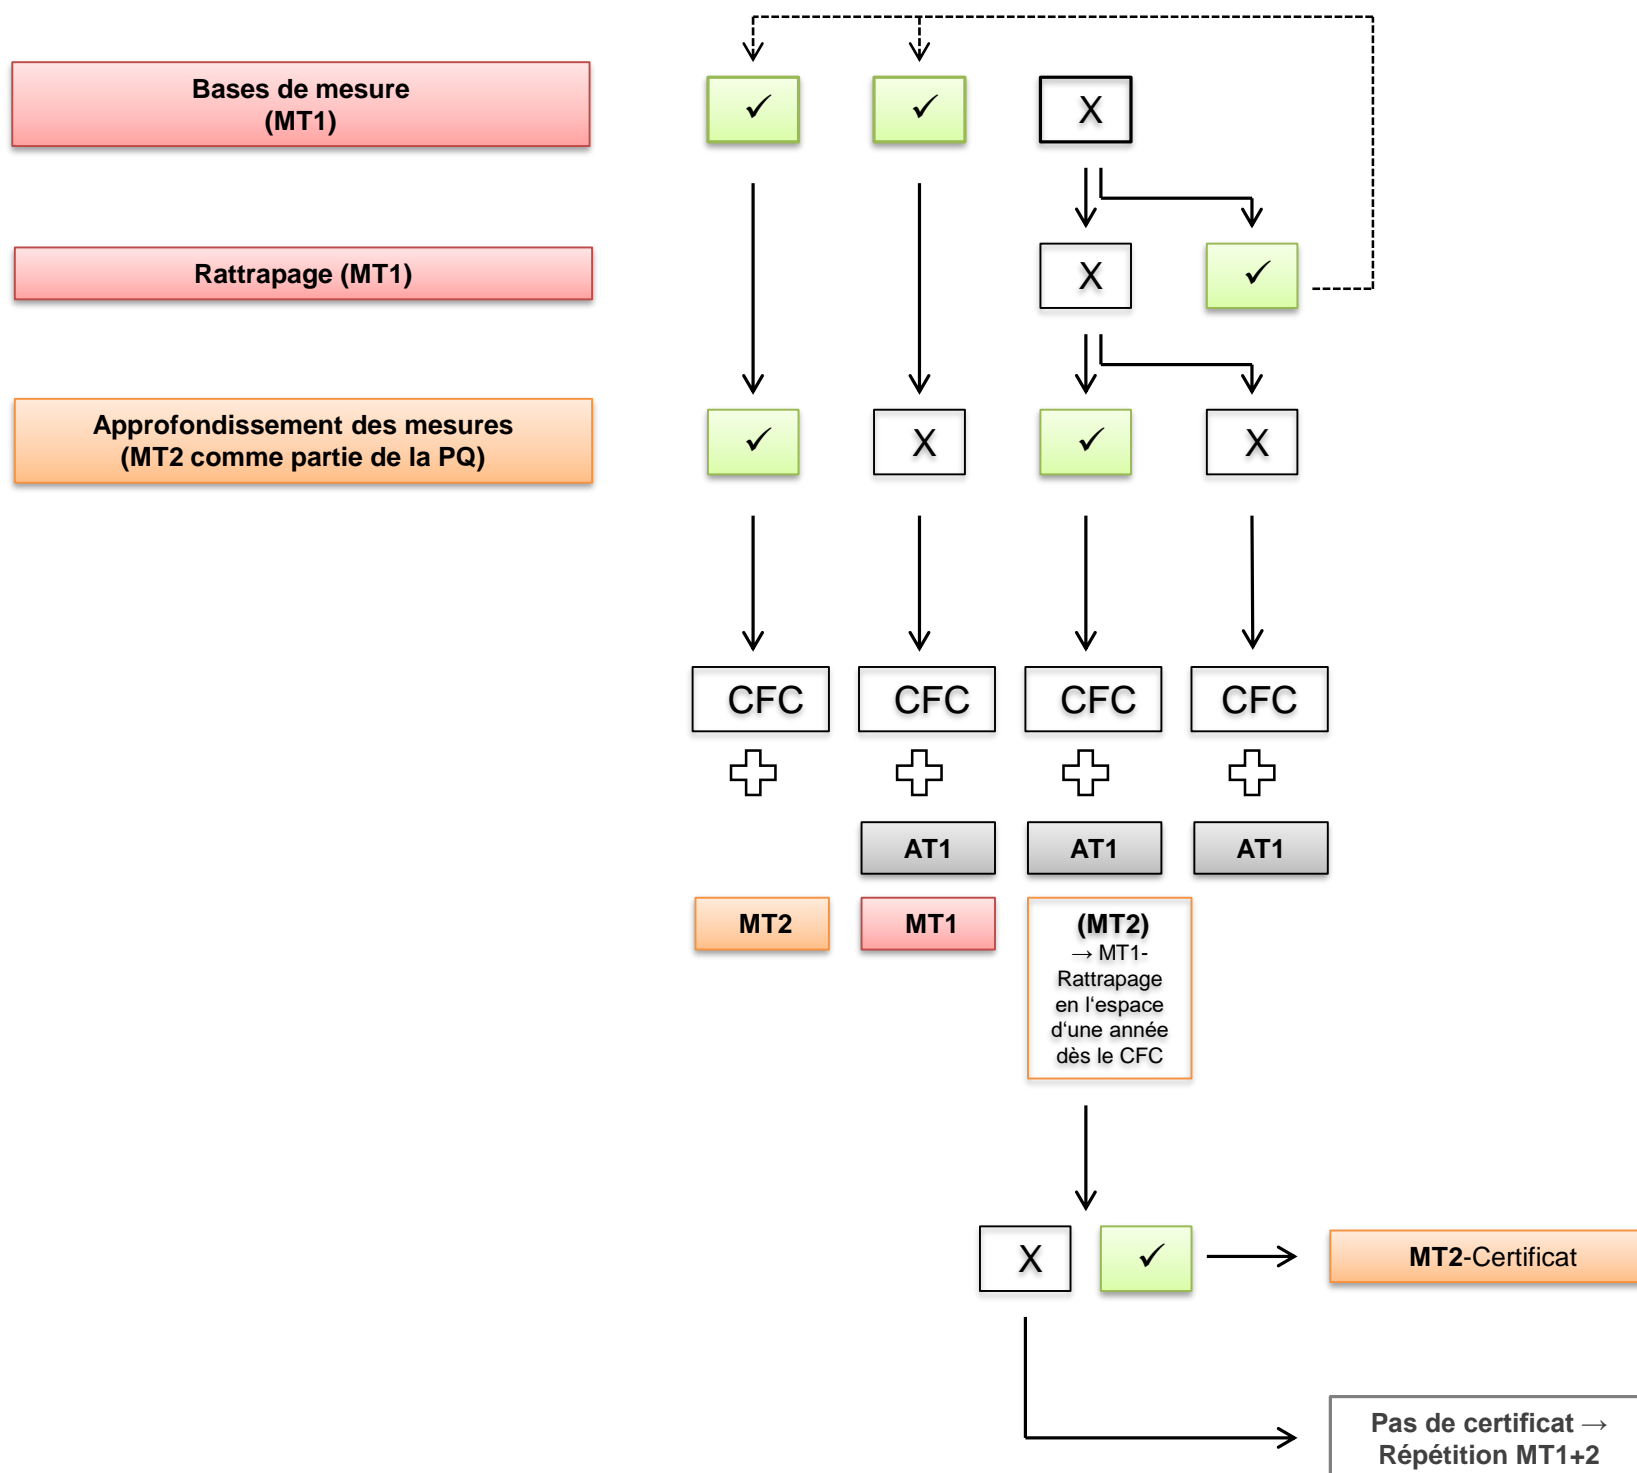 Bases de mesure
(MT1)
✓
✓
X
Rattrapage (MT1)
X
✓
Approfondissement des mesures
(MT2 comme partie de la PQ)
✓
X
✓
X
CFC
CFC
CFC
CFC
AT1
AT1
AT1
MT2
MT1
(MT2)
→ MT1-
Rattrapage
en l‘espace
d‘une année
dès le CFC
X
✓
MT2-Certificat
Pas de certificat →
Répétition MT1+2